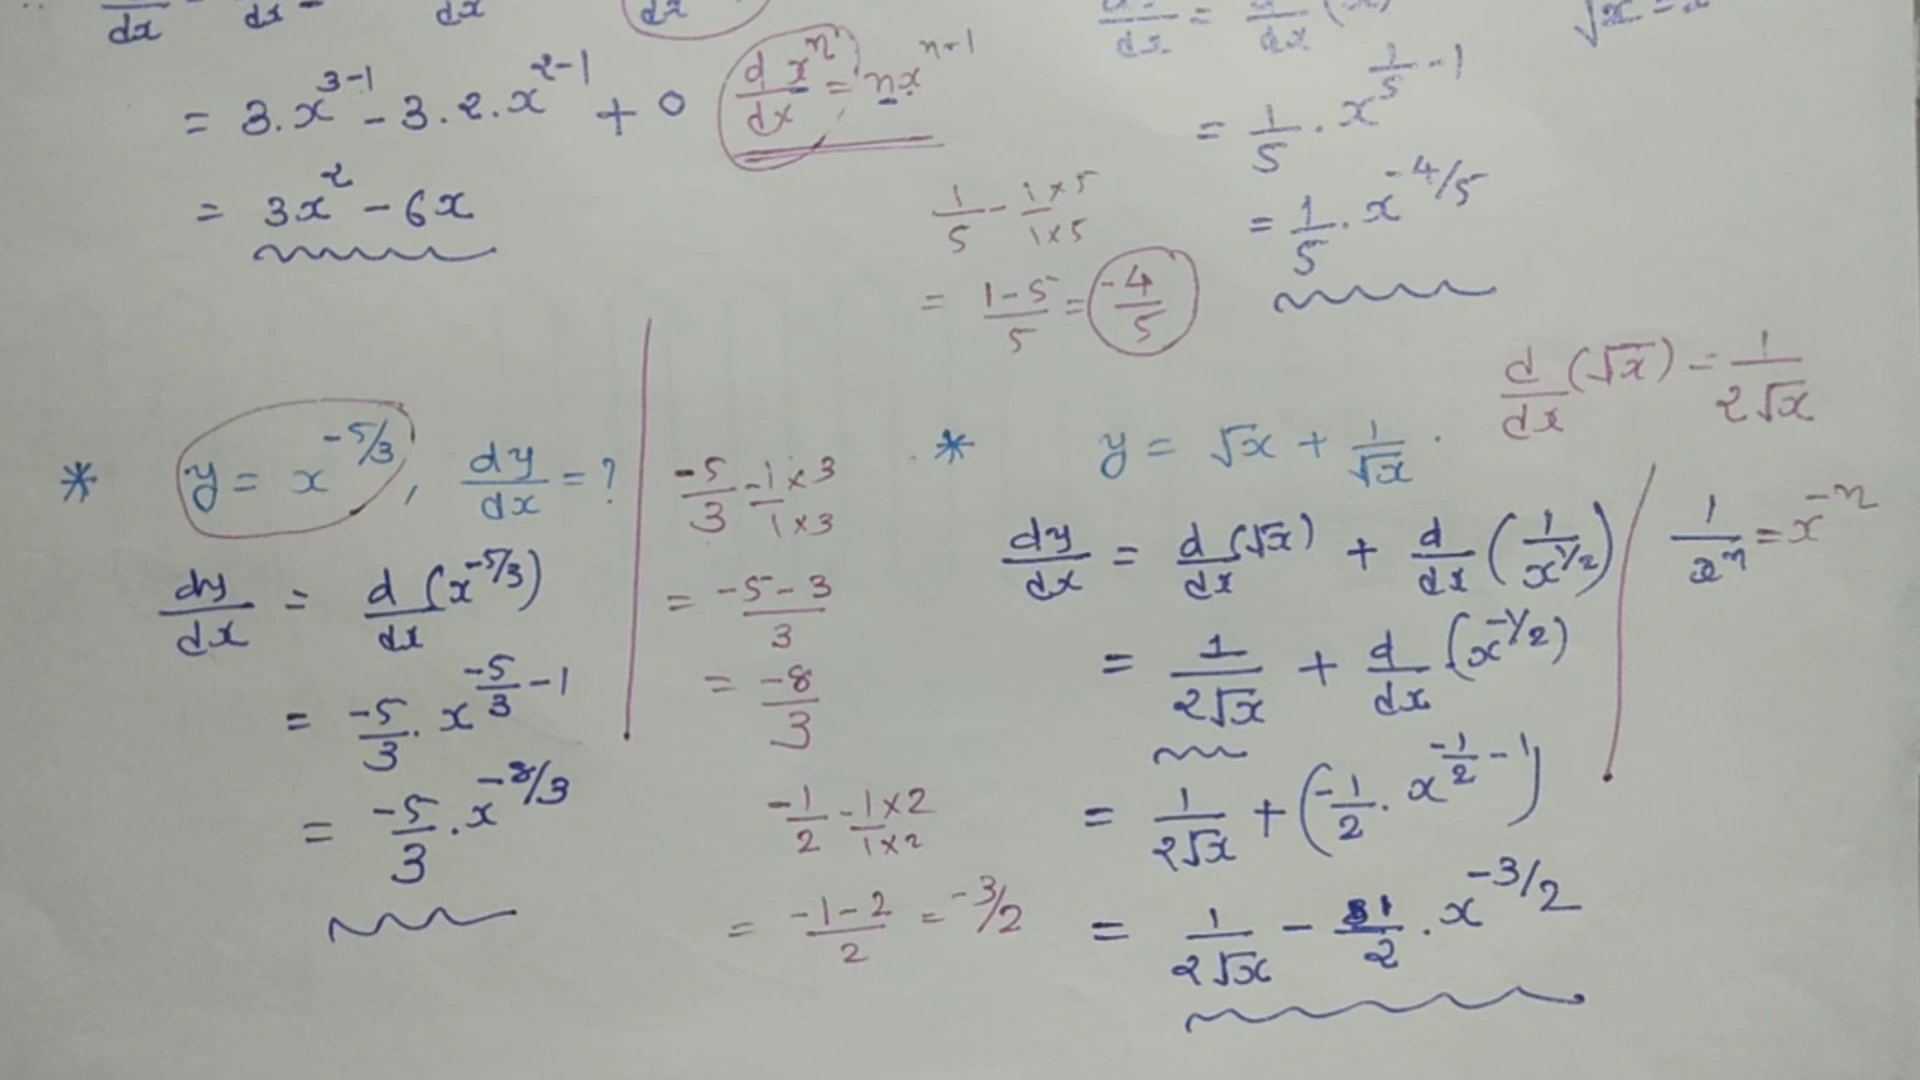 = 3.x^{3-1} - 3.2.x^{2-1} + 0
d/dx x^n = nx^{n-1}
= 3x^2 - 6x
= 1/5 . x^{1/5 - 1}
= 1/5 . x^{-4/5}
1/5 - 1×5/1×5
= 1-5/5 = -4/5
* y = x^{-5/3}, dy/dx = ?
dy/dx = d/dx (x^{-5/3})
= -5/3 . x^{-5/3 - 1}
= -5/3 . x^{-8/3}
-5/3 - 1×3/1×3
= -5-3/3
= -8/3
-1/2 - 1×2/1×2
= -1-2/2 = -3/2
d/dx (√x) = 1/2√x
* y = √x + 1/√x .
dy/dx = d/dx (√x) + d/dx (1/x^{1/2})
1/x^n = x^{-n}
= 1/2√x + d/dx (x^{-1/2})
= 1/2√x + (-1/2 . x^{-1/2 - 1})
= 1/2√x - 1/2 . x^{-3/2}